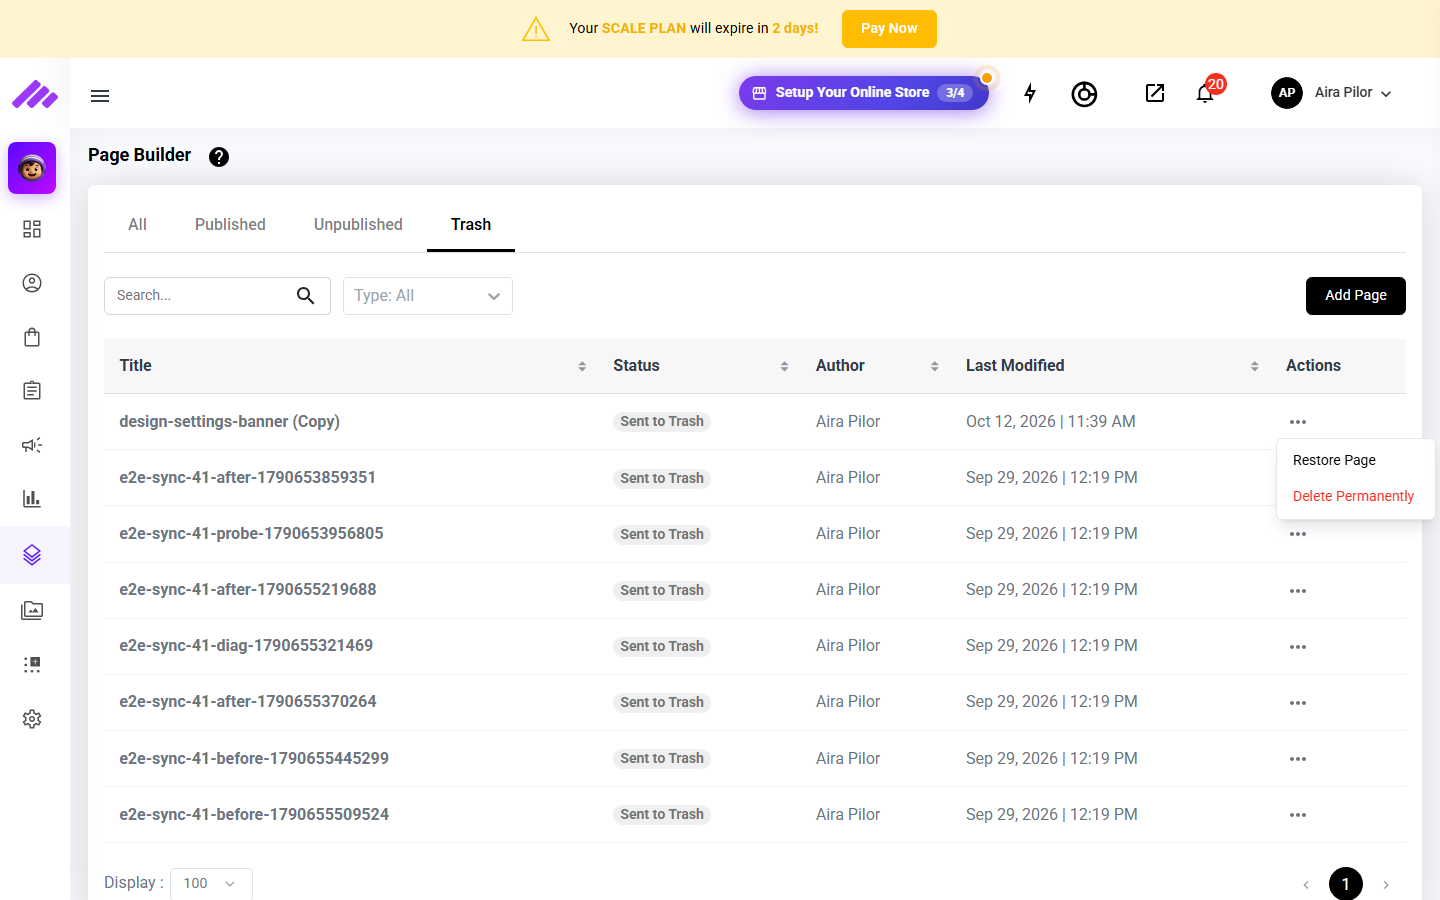 Your SCALE PLAN will expire in 2 days!
Pay Now
Setup Your Online Store 3/4
20
AP
Aira Pilor
Page Builder
?
All
Published
Unpublished
Trash
Search...
Type: All
Add Page
Title Status Author Last Modified Actions
design-settings-banner (Copy) Sent to Trash Aira Pilor Oct 12, 2026 | 11:39 AM
Restore Page
e2e-sync-41-after-1790653859351 Sent to Trash Aira Pilor Sep 29, 2026 | 12:19 PM
Delete Permanently
e2e-sync-41-probe-1790653956805 Sent to Trash Aira Pilor Sep 29, 2026 | 12:19 PM
e2e-sync-41-after-1790655219688 Sent to Trash Aira Pilor Sep 29, 2026 | 12:19 PM
e2e-sync-41-diag-1790655321469 Sent to Trash Aira Pilor Sep 29, 2026 | 12:19 PM
e2e-sync-41-after-1790655370264 Sent to Trash Aira Pilor Sep 29, 2026 | 12:19 PM
e2e-sync-41-before-1790655445299 Sent to Trash Aira Pilor Sep 29, 2026 | 12:19 PM
e2e-sync-41-before-1790655509524 Sent to Trash Aira Pilor Sep 29, 2026 | 12:19 PM
Display : 100
1